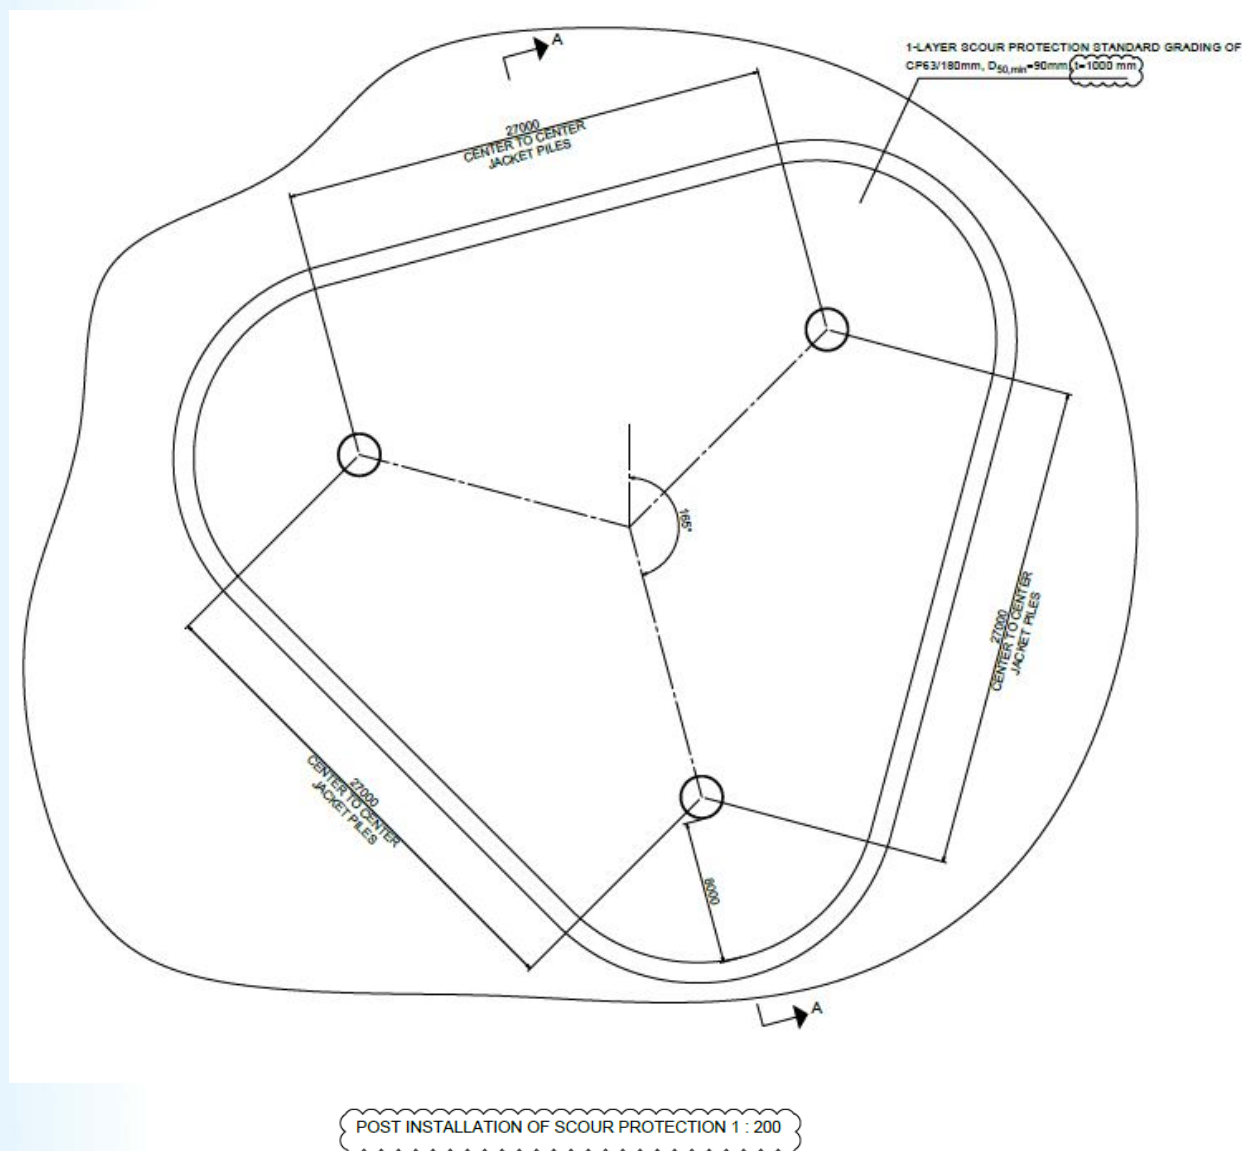 A
1-LAYER SCOUR PROTECTION STANDARD GRADING OF
CP63/180mm, D50,min=90mm, t=1000 mm
27000
CENTER TO CENTER
JACKET PILES
165°
27000
CENTER TO CENTER
JACKET PILES
27000
CENTER TO CENTER
JACKET PILES
8000
A
POST INSTALLATION OF SCOUR PROTECTION 1 : 200